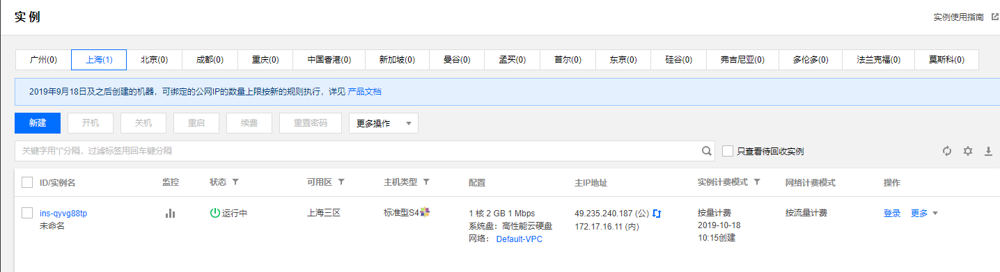 实例
实例使用指南
广州(0) 上海(1) 北京(0) 成都(0) 重庆(0) 中国香港(0) 新加坡(0) 曼谷(0) 孟买(0) 首尔(0) 东京(0) 硅谷(0) 弗吉尼亚(0) 多伦多(0) 法兰克福(0) 莫斯科(0)
2019年9月18日及之后创建的机器，可绑定的公网IP的数量上限按新的规则执行，详见 产品文档
新建 开机 关机 重启 续费 重置密码 更多操作
关键字用“|”分隔，过滤标签用回车键分隔 只查看待回收实例
ID/实例名 监控 状态 可用区 主机类型 配置 主IP地址 实例计费模式 网络计费模式 操作
ins-qyvg88tp 运行中 上海三区 标准型S4 1 核 2 GB 1 Mbps 49.235.240.187 (公) 按量计费 按流量计费 登录 更多
未命名 系统盘：高性能云硬盘 172.17.16.11 (内) 2019-10-18
网络： Default-VPC 10:15创建